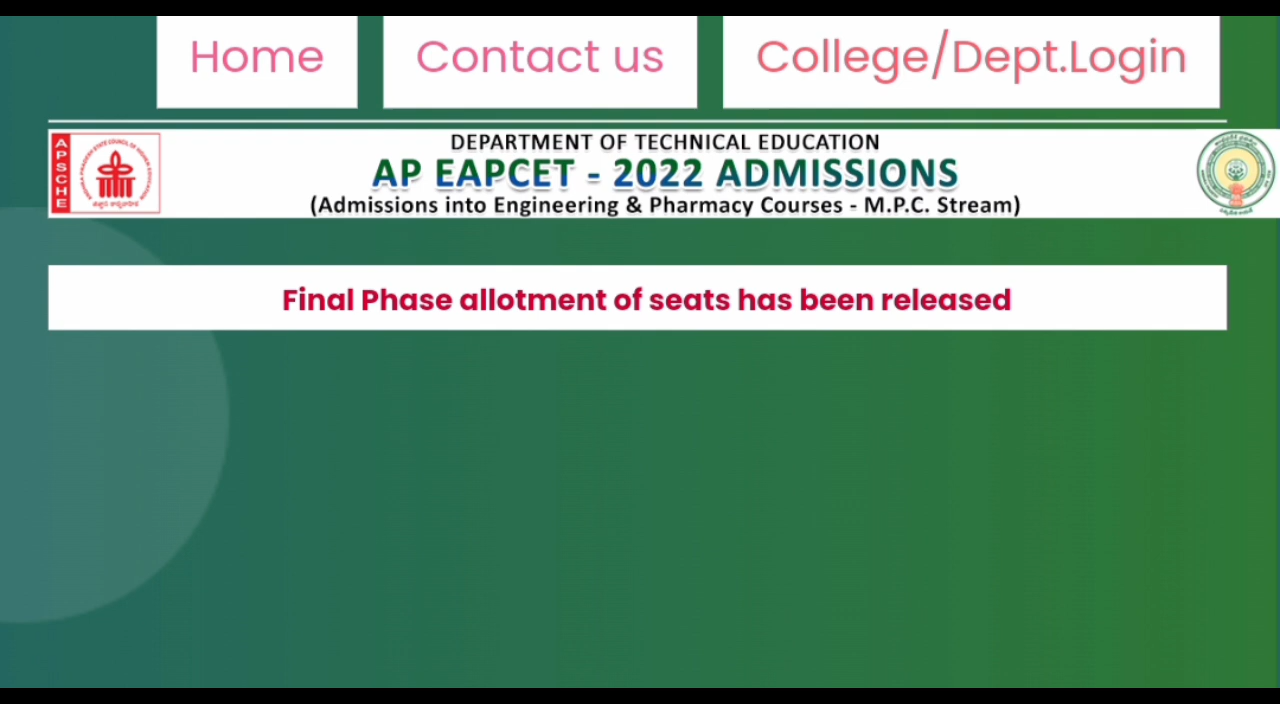 Home
Contact us
College/Dept.Login
APSCHE
DEPARTMENT OF TECHNICAL EDUCATION
AP EAPCET - 2022 ADMISSIONS
(Admissions into Engineering & Pharmacy Courses - M.P.C. Stream)
Final Phase allotment of seats has been released